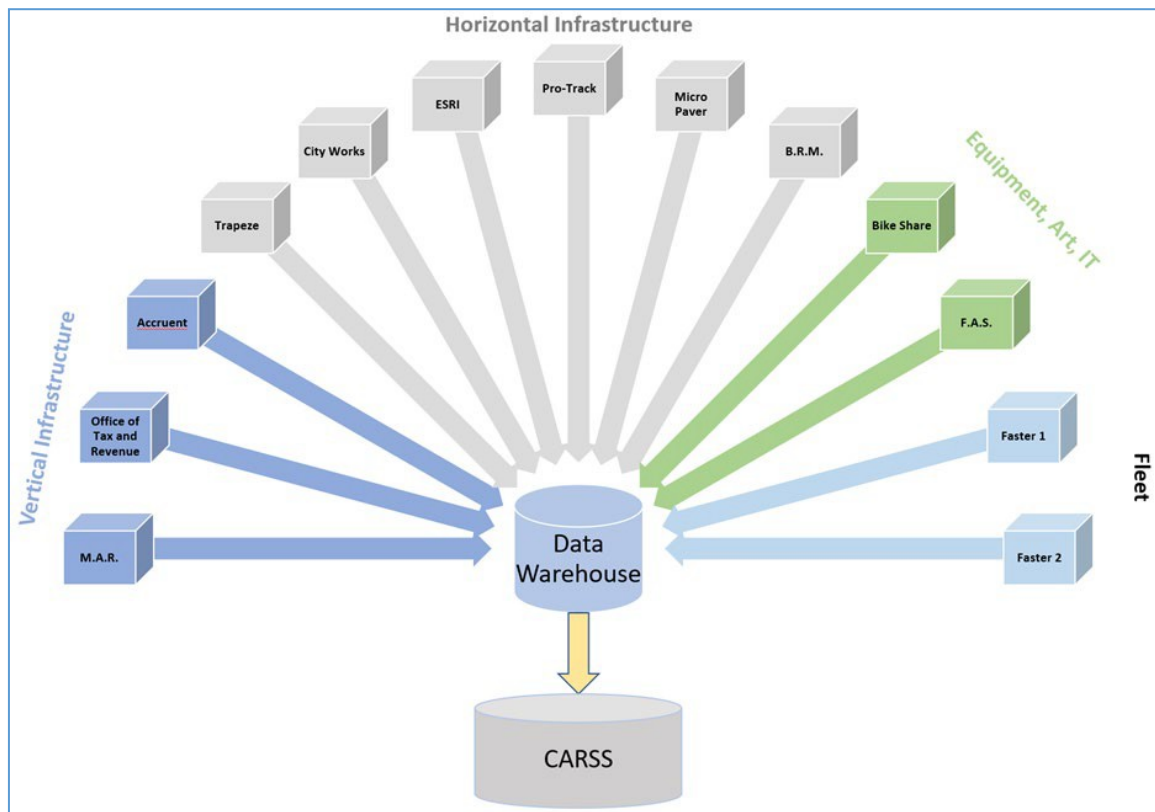 Horizontal Infrastructure
Pro-Track
ESRI
Micro
Paver
City Works
B.R.M.
Trapeze
Bike Share
Equipment, Art, IT
Accruent
F.A.S.
Vertical Infrastructure
Office of
Tax and
Revenue
Faster 1
Fleet
M.A.R.
Faster 2
Data
Warehouse
CARSS